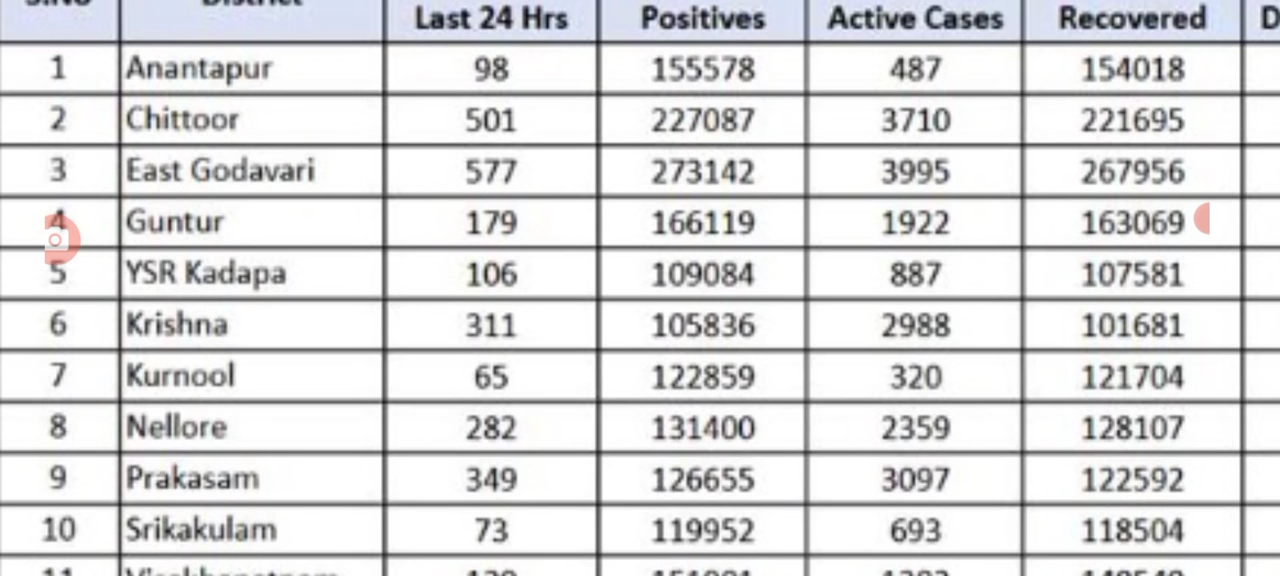 S.No District Last 24 Hrs Positives Active Cases Recovered
1 Anantapur 98 155578 487 154018
2 Chittoor 501 227087 3710 221695
3 East Godavari 577 273142 3995 267956
4 Guntur 179 166119 1922 163069
5 YSR Kadapa 106 109084 887 107581
6 Krishna 311 105836 2988 101681
7 Kurnool 65 122859 320 121704
8 Nellore 282 131400 2359 128107
9 Prakasam 349 126655 3097 122592
10 Srikakulam 73 119952 693 118504
11 Visakhapatnam